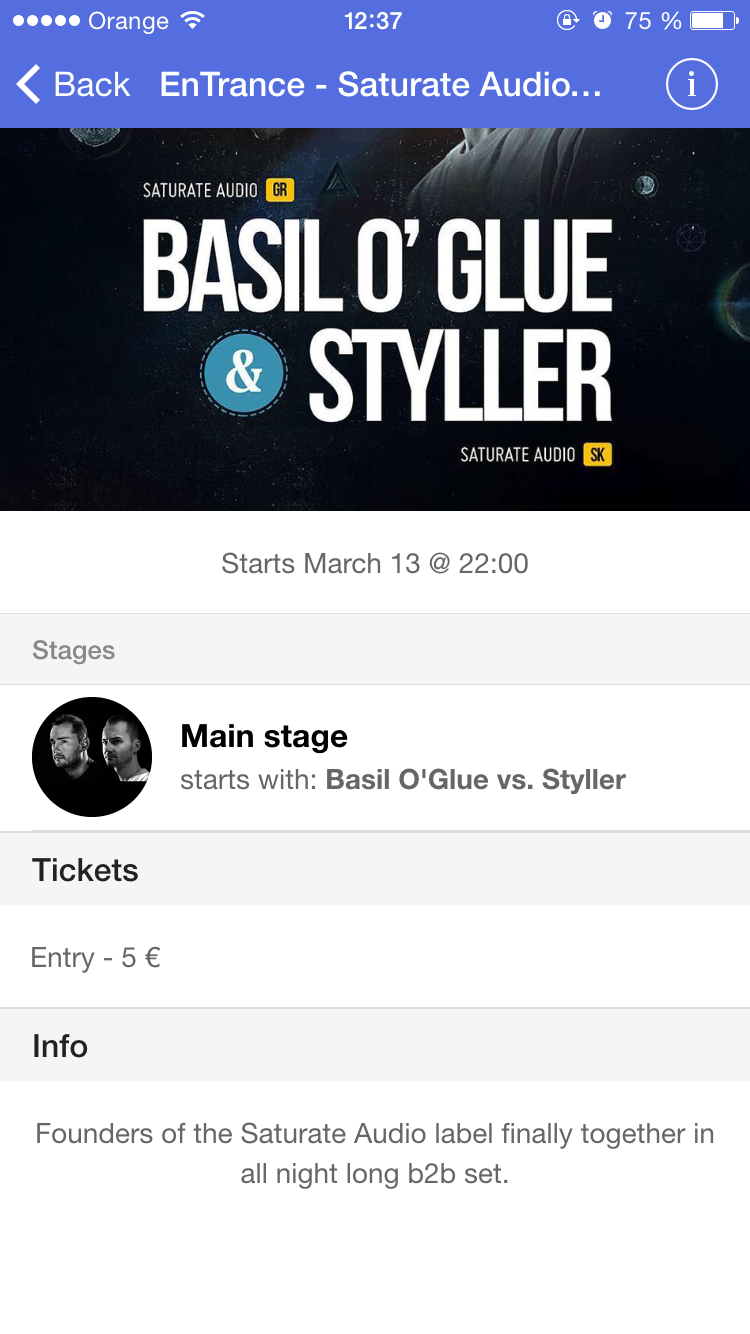 Orange 12:37 75 %
Back EnTrance - Saturate Audio... i
SATURATE AUDIO GR
BASIL O' GLUE
& STYLLER
SATURATE AUDIO SK
Starts March 13 @ 22:00
Stages
Main stage
starts with: Basil O'Glue vs. Styller
Tickets
Entry - 5 €
Info
Founders of the Saturate Audio label finally together in
all night long b2b set.